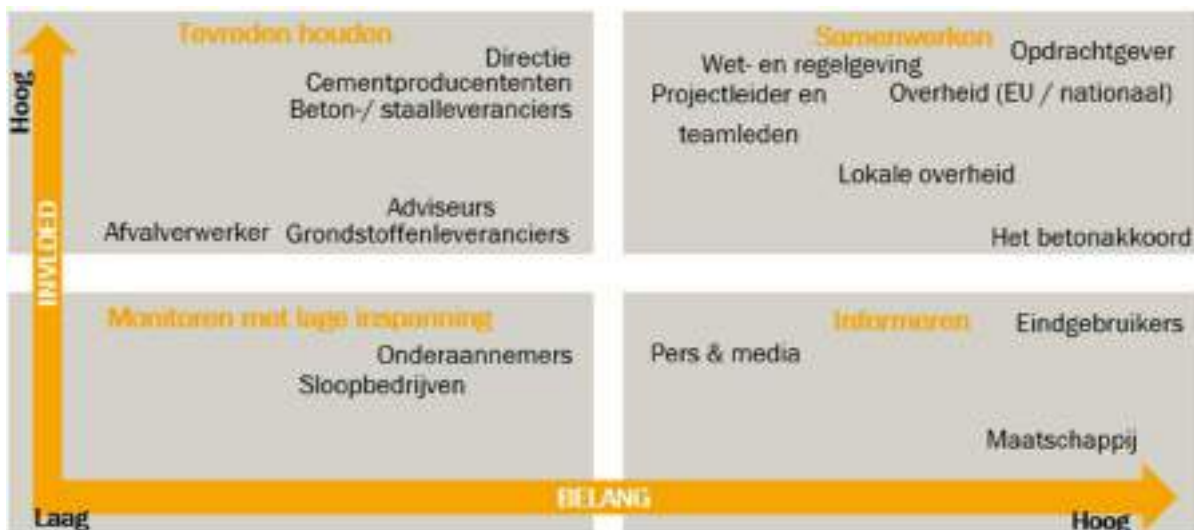 Tevreden houden
Directie
Cementproducententen
Beton-/ staalleveranciers
Adviseurs
Afvalverwerker
Grondstoffenleveranciers
Samenwerken
Opdrachtgever
Wet- en regelgeving
Projectleider en
teamleden
Overheid (EU / nationaal)
Lokale overheid
Het betonakkoord
Monitoren met lage inspanning
Onderaannemers
Sloopbedrijven
Informeren
Eindgebruikers
Pers & media
Maatschappij
Hoog
INVLOED
Laag
BELANG
Hoog